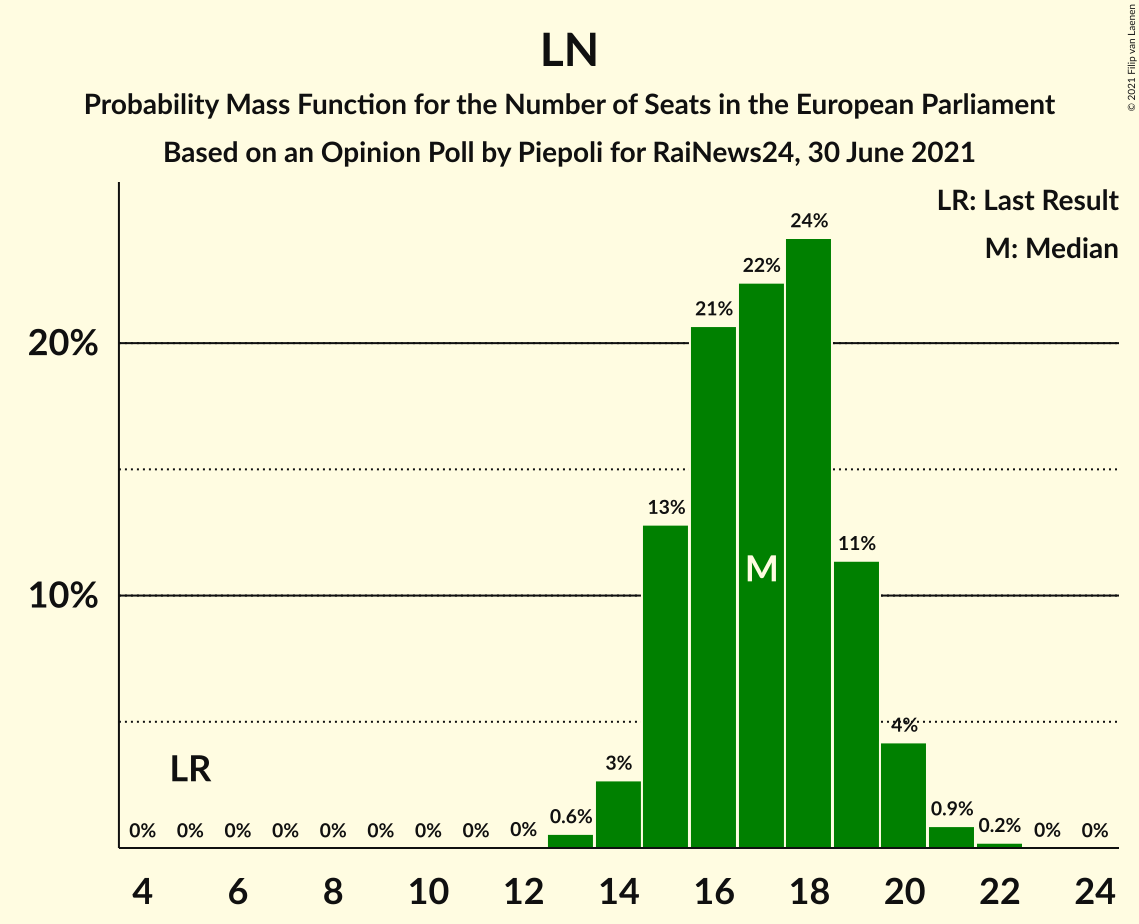 LN
Probability Mass Function for the Number of Seats in the European Parliament
Based on an Opinion Poll by Piepoli for RaiNews24, 30 June 2021
© 2021 Filip van Laenen
LR: Last Result
M: Median
24%
22%
21%
20%
13%
11%
M
10%
4%
LR
3%
0% 0% 0% 0% 0% 0% 0% 0% 0% 0.6% 0.9% 0.2% 0% 0%
4 6 8 10 12 14 16 18 20 22 24